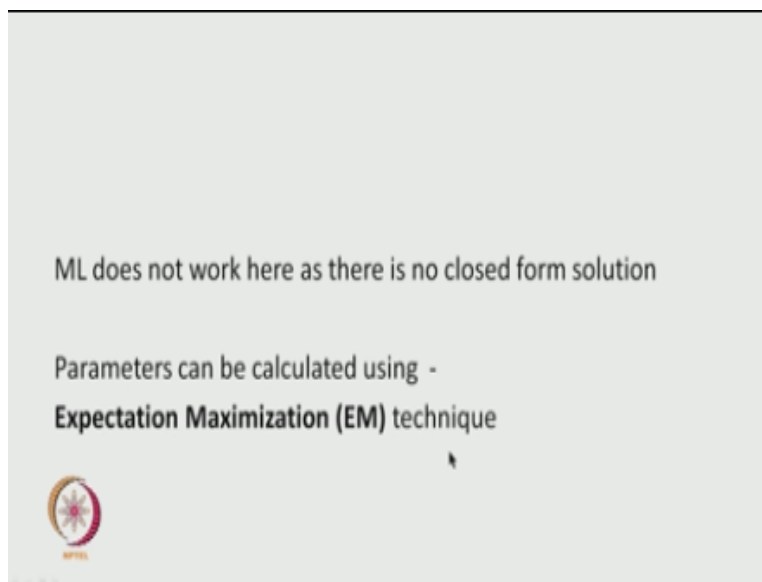 ML does not work here as there is no closed form solution
Parameters can be calculated using -
Expectation Maximization (EM) technique
NPTEL